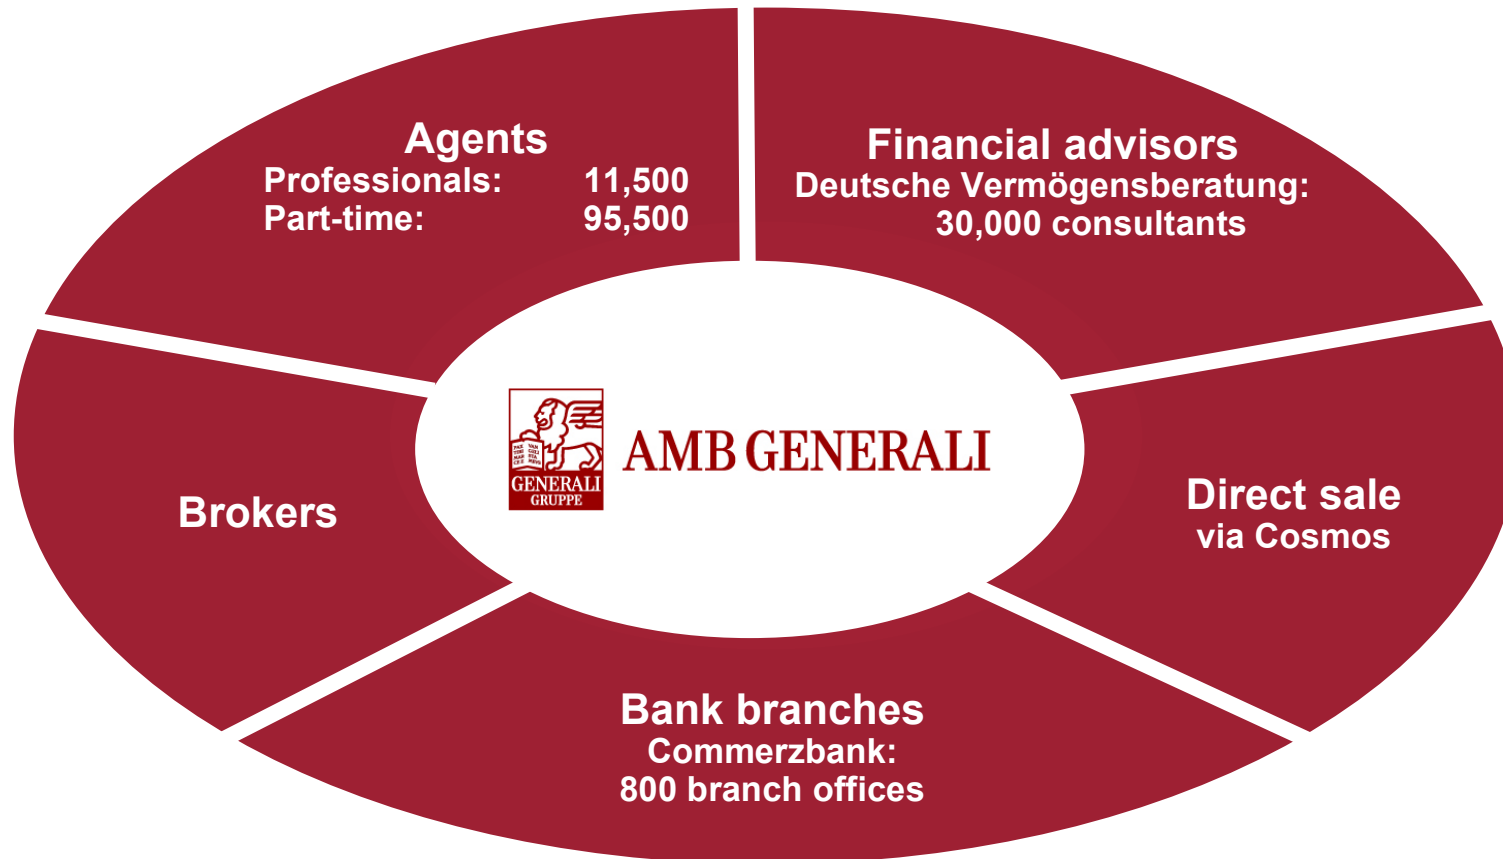 Agents
Professionals: 11,500
Part-time: 95,500
Financial advisors
Deutsche Vermögensberatung:
30,000 consultants
Brokers
GENERALI
GRUPPE
AMB GENERALI
Direct sale
via Cosmos
Bank branches
Commerzbank:
800 branch offices